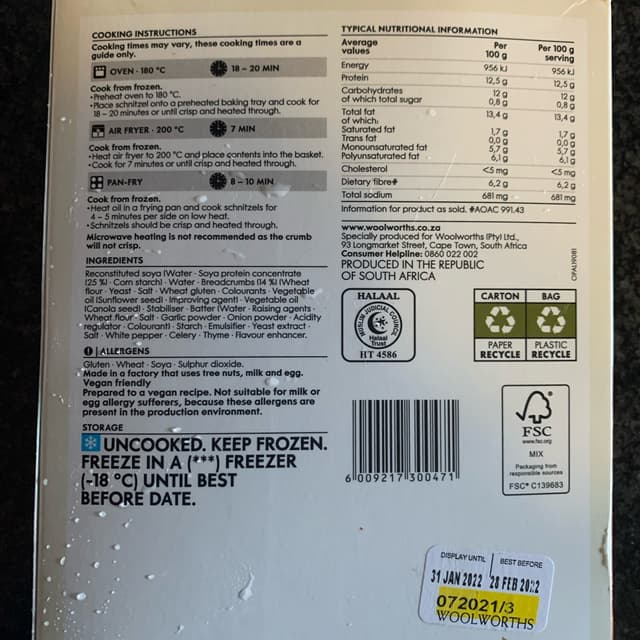 COOKING INSTRUCTIONS
Cooking times may vary, these cooking times are a
guide only.
OVEN · 180 °C 18 – 20 MIN
Cook from frozen.
•Preheat oven to 180 °C.
•Place schnitzel onto a preheated baking tray and cook for
18 – 20 minutes or until crisp and heated through.
AIR FRYER · 200 °C 7 MIN
Cook from frozen.
•Heat air fryer to 200 °C and place contents into the basket.
•Cook for 7 minutes or until crisp and heated through.
PAN-FRY 8 – 10 MIN
Cook from frozen.
•Heat oil in a frying pan and cook schnitzels for
4 – 5 minutes per side on low heat.
•Schnitzels should be crisp and heated through.
Microwave heating is not recommended as the crumb
will not crisp.
INGREDIENTS
Reconstituted soya (Water · Soya protein concentrate
(25 %) · Corn starch) · Water · Breadcrumbs (14 %) (Wheat
flour · Yeast · Salt · Wheat gluten · Colourants · Vegetable
oil (Sunflower seed) · Improving agent) · Vegetable oil
(Canola seed) · Stabiliser · Batter (Water · Raising agents ·
Wheat flour · Salt · Garlic powder · Onion powder · Acidity
regulator · Colourant) · Starch · Emulsifier · Yeast extract ·
Salt · White pepper · Celery · Thyme · Flavour enhancer.
ALLERGENS
Gluten · Wheat · Soya · Sulphur dioxide.
Made in a factory that uses tree nuts, milk and egg.
Vegan friendly
Prepared to a vegan recipe. Not suitable for milk or
egg allergy sufferers, because these allergens are
present in the production environment.
STORAGE
UNCOOKED. KEEP FROZEN.
FREEZE IN A (***) FREEZER
(-18 °C) UNTIL BEST
BEFORE DATE.
TYPICAL NUTRITIONAL INFORMATION
Average values Per 100 g Per 100 g serving
Energy 956 kJ 956 kJ
Protein 12,5 g 12,5 g
Carbohydrates 12 g 12 g
of which total sugar 0,8 g 0,8 g
Total fat 13,4 g 13,4 g
of which:
Saturated fat 1,7 g 1,7 g
Trans fat 0,0 g 0,0 g
Monounsaturated fat 5,7 g 5,7 g
Polyunsaturated fat 6,1 g 6,1 g
Cholesterol <5 mg <5 mg
Dietary fibre# 6,2 g 6,2 g
Total sodium 681 mg 681 mg
Information for product as sold. #AOAC 991.43
www.woolworths.co.za
Specially produced for Woolworths (Pty) Ltd.,
93 Longmarket Street, Cape Town, South Africa
Consumer Helpline: 0860 022 002
PRODUCED IN THE REPUBLIC
OF SOUTH AFRICA
HALAAL
MUSLIM JUDICIAL COUNCIL
Halaal
Trust
HT 4586
CARTON BAG
PAPER PLASTIC
RECYCLE RECYCLE
FSC
www.fsc.org
MIX
Packaging from
responsible sources
FSC® C139683
6 009217 300471
DISPLAY UNTIL BEST BEFORE
31 JAN 2022 28 FEB 2022
072021/3
WOOLWORTHS